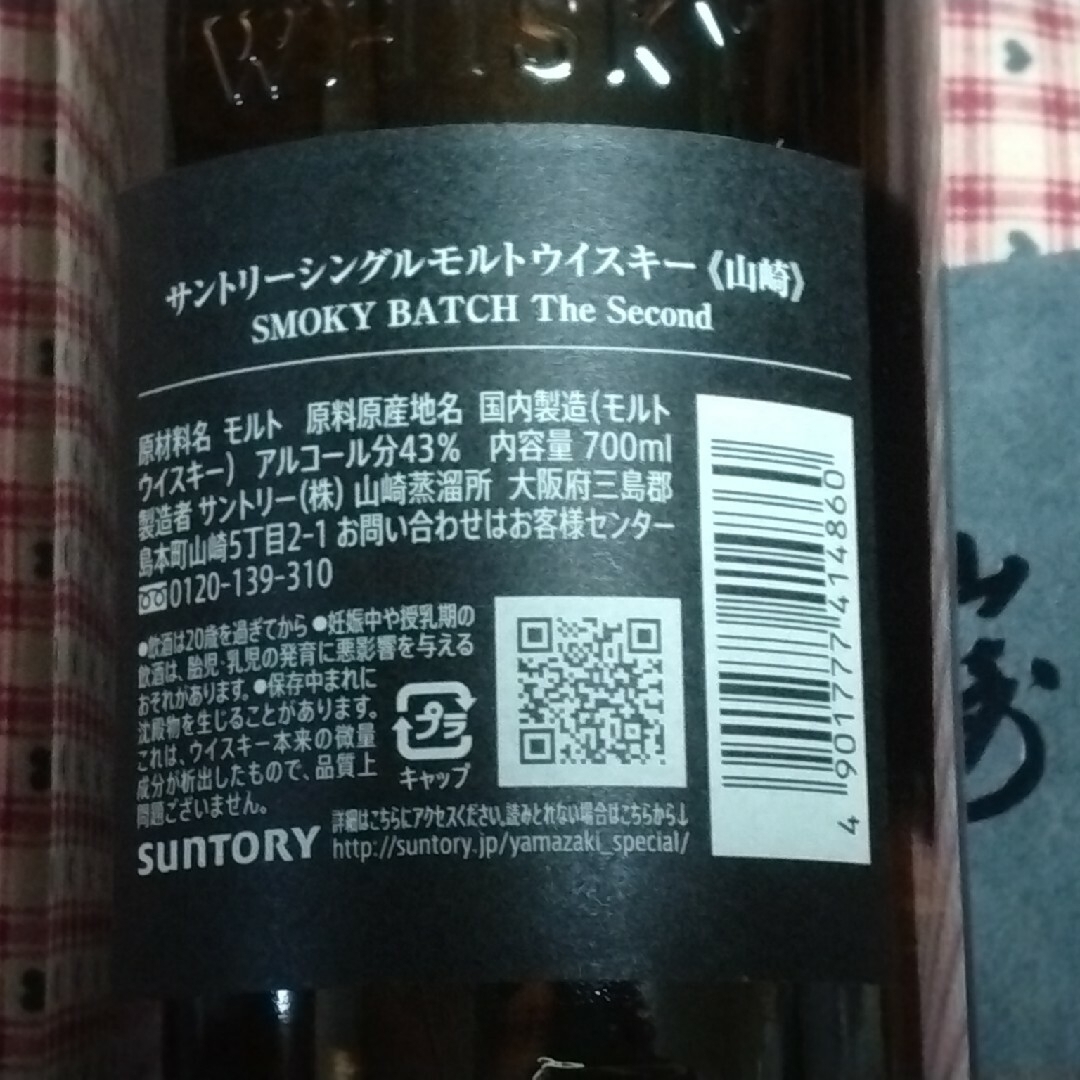 WHISKY
サントリーシングルモルトウイスキー《山崎》
SMOKY BATCH The Second
原材料名 モルト 原料原産地名 国内製造(モルト
ウイスキー) アルコール分43% 内容量 700ml
製造者 サントリー(株) 山崎蒸溜所 大阪府三島郡
島本町山崎5丁目2-1 お問い合わせはお客様センター
0120-139-310
●飲酒は20歳を過ぎてから ●妊娠中や授乳期の
飲酒は、胎児・乳児の発育に悪影響を与える
おそれがあります。●保存中まれに
沈殿物を生じることがあります。
これは、ウイスキー本来の微量
成分が析出したもので、品質上
問題ございません。
プラ
キャップ
SUNTORY
詳細はこちらにアクセスください。読みとれない場合はこちらから↓
http://suntory.jp/yamazaki_special/
4 901777 414860
山崎